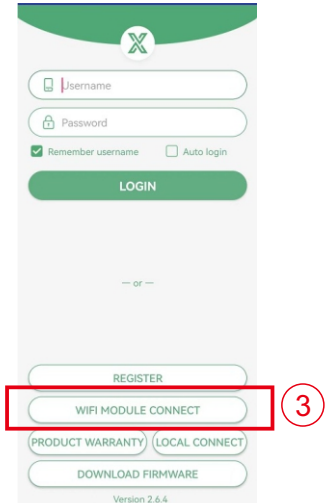 X
Username
Password
Remember username Auto login
LOGIN
— or —
REGISTER
WIFI MODULE CONNECT
3
PRODUCT WARRANTY LOCAL CONNECT
DOWNLOAD FIRMWARE
Version 2.6.4